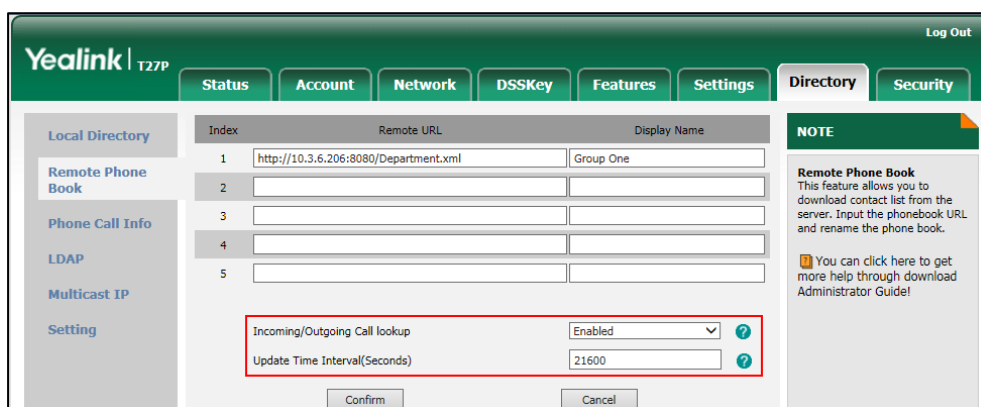 Log Out
Yealink | T27P
Status Account Network DSSKey Features Settings Directory Security
Local Directory
Remote Phone
Book
Phone Call Info
LDAP
Multicast IP
Setting
Index Remote URL Display Name
1 http://10.3.6.206:8080/Department.xml Group One
2
3
4
5
Incoming/Outgoing Call lookup Enabled ?
Update Time Interval(Seconds) 21600 ?
Confirm Cancel
NOTE
Remote Phone Book
This feature allows you to
download contact list from the
server. Input the phonebook URL
and rename the phone book.
? You can click here to get
more help through download
Administrator Guide!